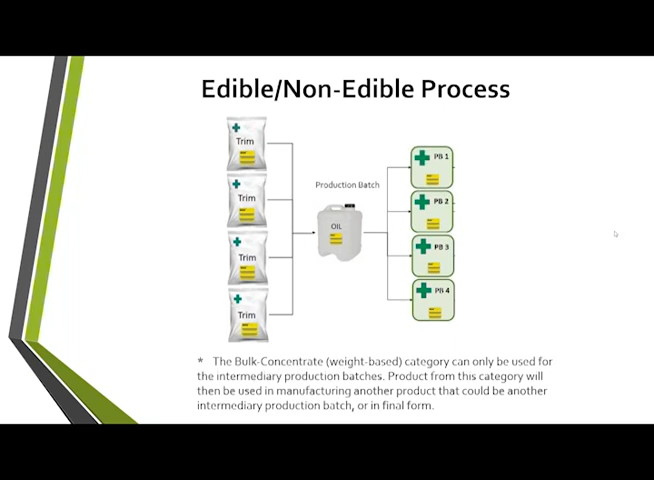 Edible/Non-Edible Process
Trim
Trim
Trim
Trim
Production Batch
OIL
PB 1
PB 2
PB 3
PB 4
* The Bulk-Concentrate (weight-based) category can only be used for
the intermediary production batches. Product from this category will
then be used in manufacturing another product that could be another
intermediary production batch, or in final form.